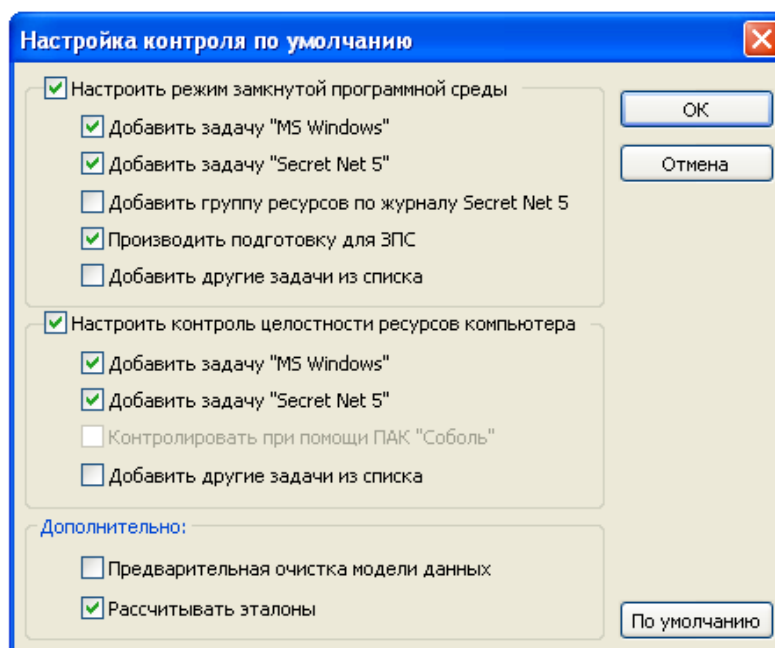 Настройка контроля по умолчанию
Настроить режим замкнутой программной среды
Добавить задачу "MS Windows"
Добавить задачу "Secret Net 5"
Добавить группу ресурсов по журналу Secret Net 5
Производить подготовку для ЗПС
Добавить другие задачи из списка
Настроить контроль целостности ресурсов компьютера
Добавить задачу "MS Windows"
Добавить задачу "Secret Net 5"
Контролировать при помощи ПАК "Соболь"
Добавить другие задачи из списка
Дополнительно:
Предварительная очистка модели данных
Рассчитывать эталоны
ОК
Отмена
По умолчанию